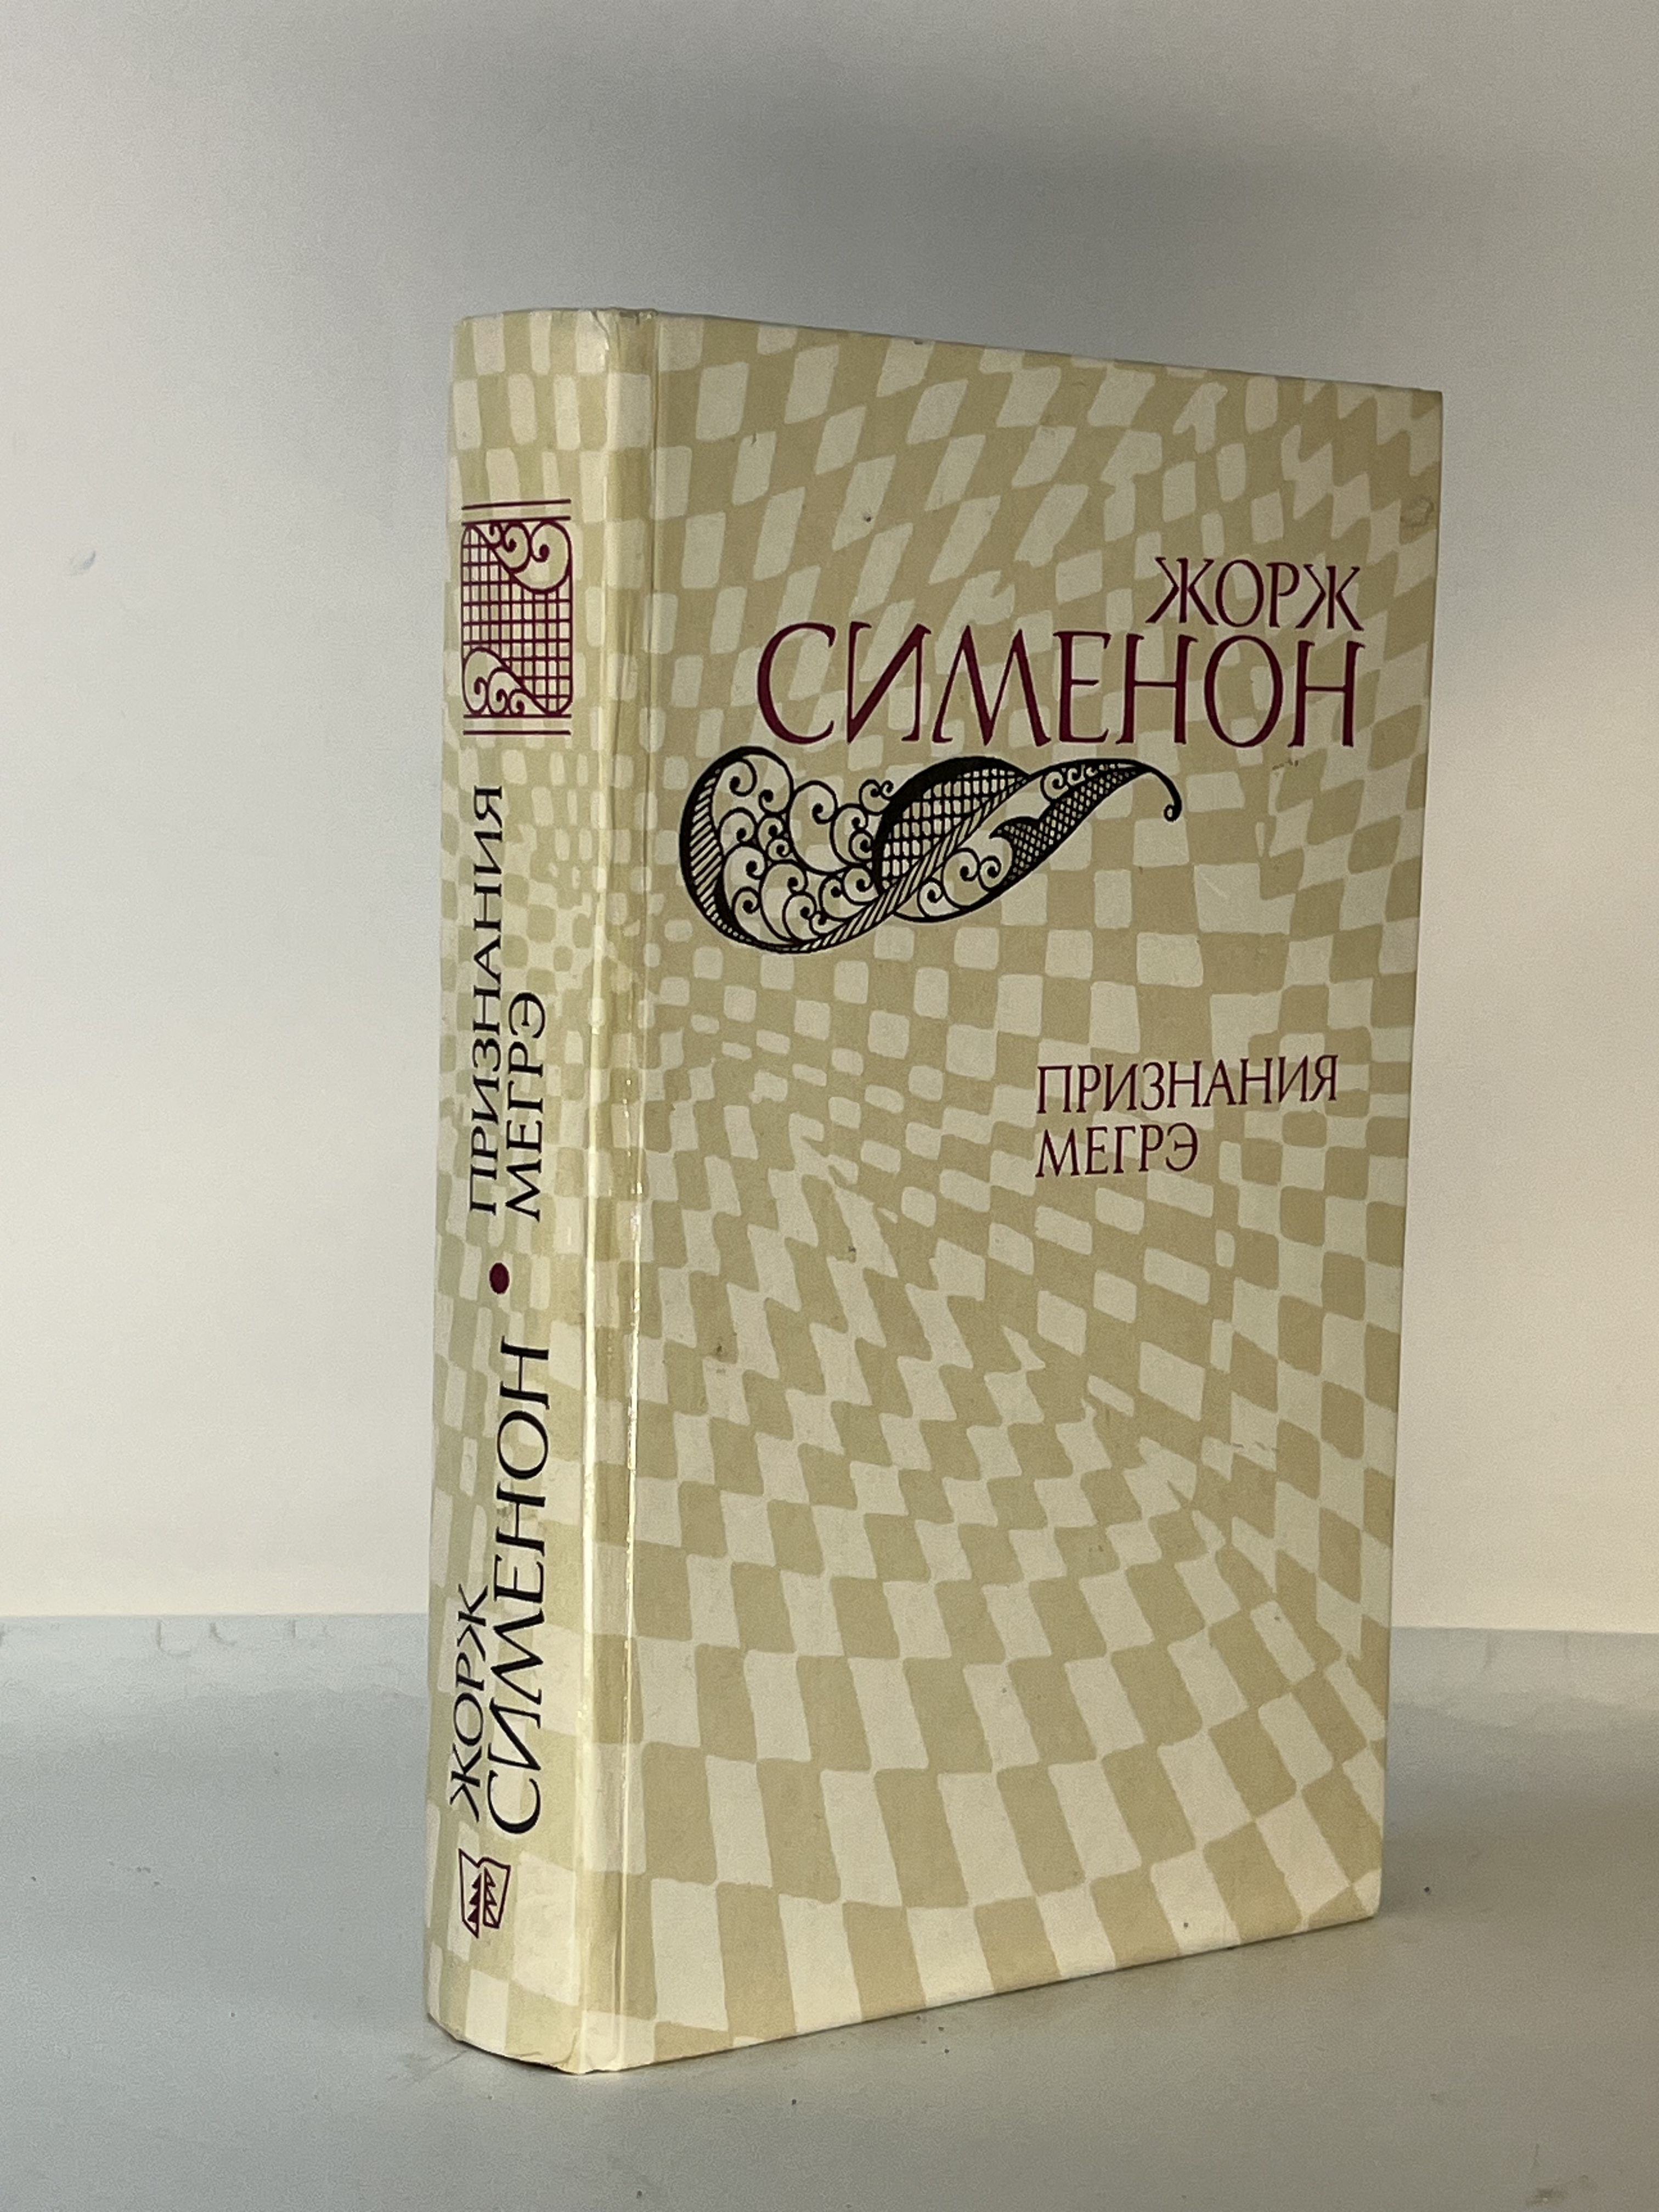 ЖОРЖ
СИМЕНОН
ПРИЗНАНИЯ
МЕГРЭ
ЖОРЖ
СИМЕНОН • ПРИЗНАНИЯ
МЕГРЭ